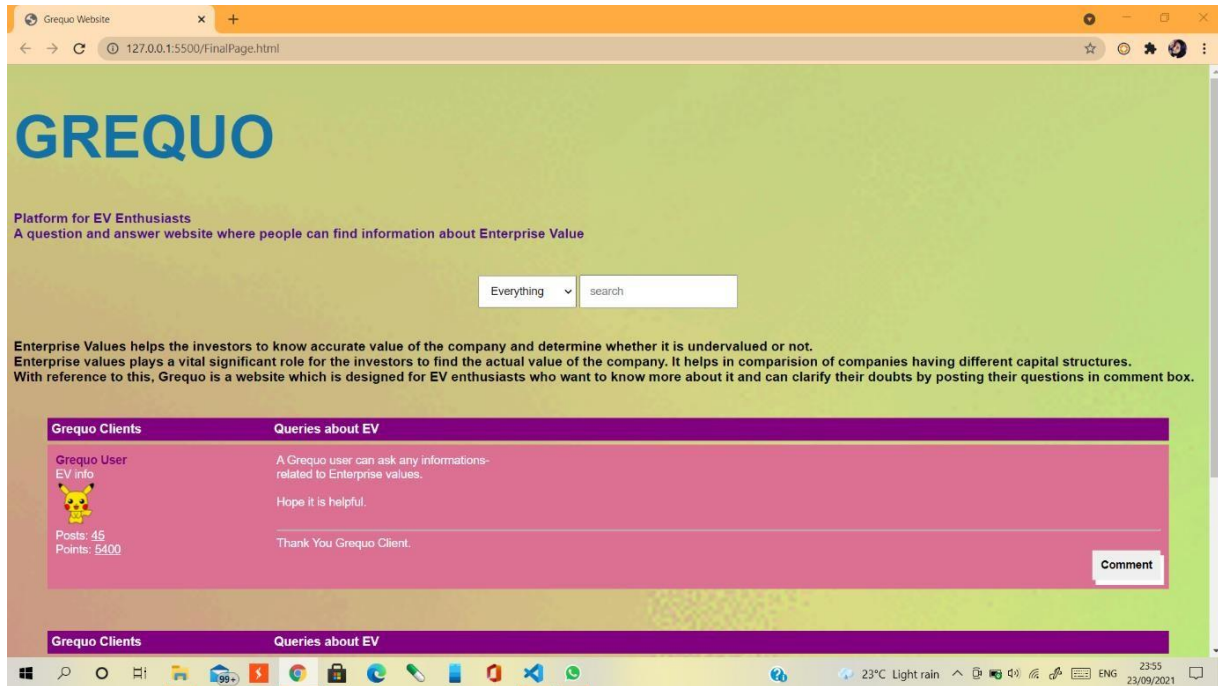 Grequo Website
127.0.0.1:5500/FinalPage.html
GREQUO
Platform for EV Enthusiasts
A question and answer website where people can find information about Enterprise Value
Everything
search
Enterprise Values helps the investors to know accurate value of the company and determine whether it is undervalued or not.
Enterprise values plays a vital significant role for the investors to find the actual value of the company. It helps in comparision of companies having different capital structures.
With reference to this, Grequo is a website which is designed for EV enthusiasts who want to know more about it and can clarify their doubts by posting their questions in comment box.
Grequo Clients Queries about EV
Grequo User
EV info
Posts: 45
Points: 5400
A Grequo user can ask any informations-
related to Enterprise values.
Hope it is helpful.
Thank You Grequo Client.
Comment
Grequo Clients Queries about EV
99+
23°C Light rain
ENG
23:55
23/09/2021